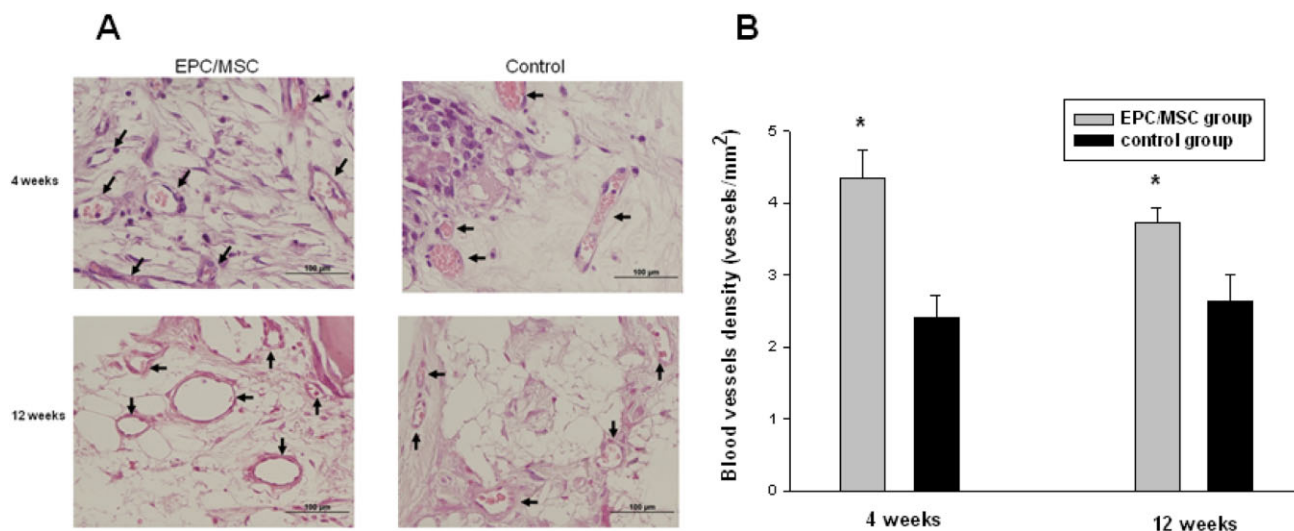 A
EPC/MSC
Control
4 weeks
100 µm
100 µm
12 weeks
100 µm
100 µm
B
EPC/MSC group
control group
Blood vessels density (vessels/mm²)
5
4
3
2
1
0
*
*
4 weeks
12 weeks